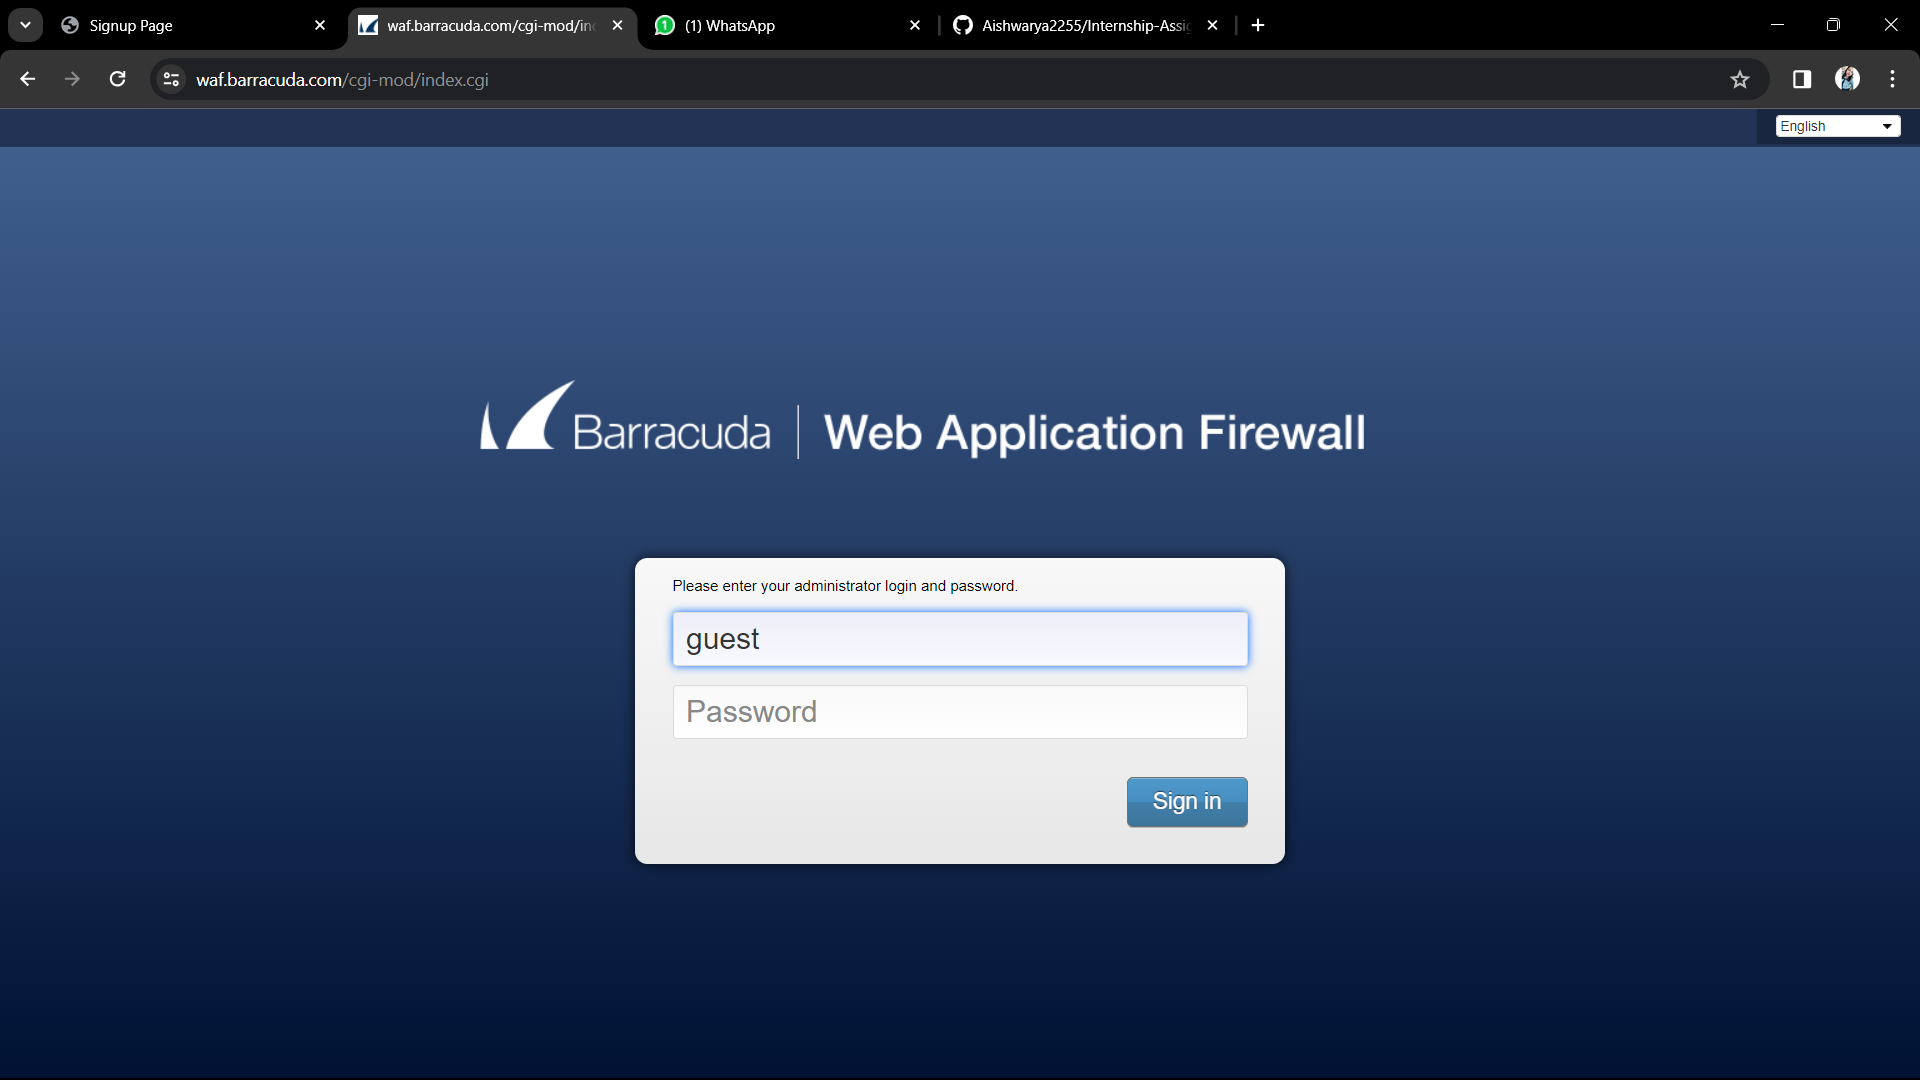 Signup Page
waf.barracuda.com/cgi-mod/in
(1) WhatsApp
Aishwarya2255/Internship-Assi
waf.barracuda.com/cgi-mod/index.cgi
English
Barracuda | Web Application Firewall
Please enter your administrator login and password.
guest
Password
Sign in